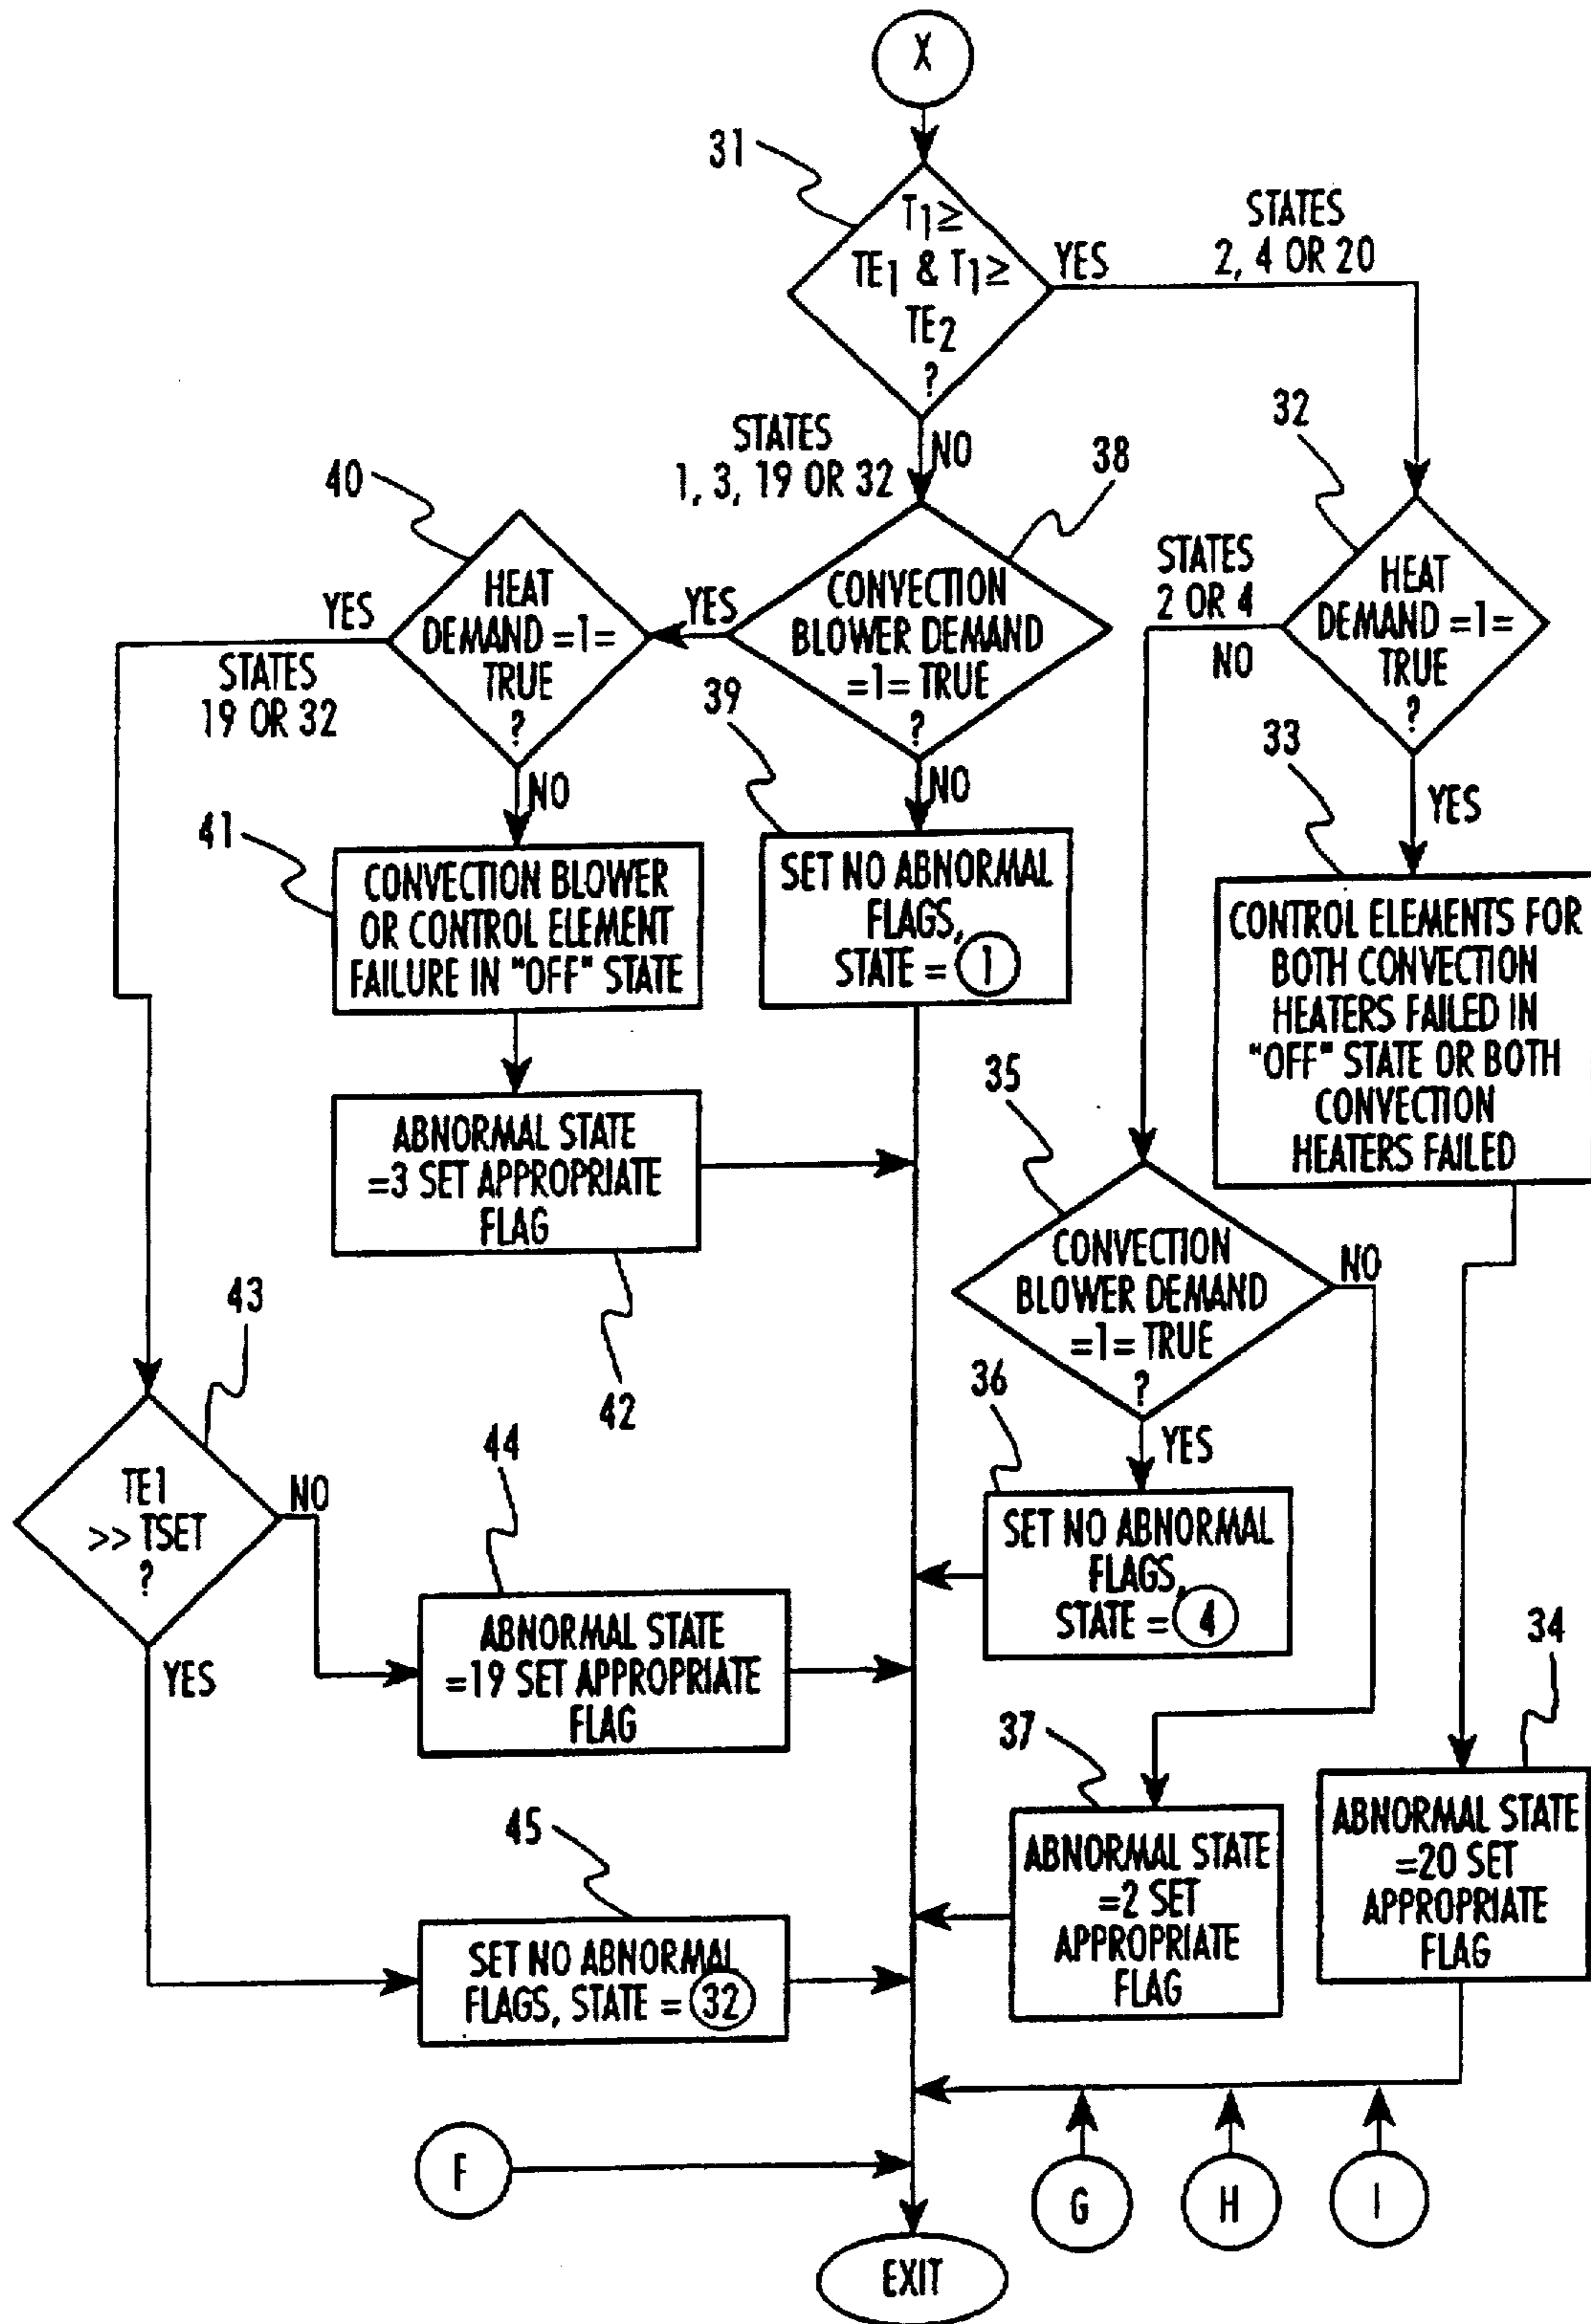 X
31
T1≥
TE1 & T1≥
TE2
?
YES
STATES
2, 4 OR 20
STATES
1, 3, 19 OR 32
NO
38
40
HEAT
DEMAND =1=
TRUE
?
YES
STATES
19 OR 32
NO
YES
CONVECTION
BLOWER DEMAND
=1= TRUE
?
NO
39
32
STATES
2 OR 4
NO
HEAT
DEMAND =1=
TRUE
?
YES
33
41
CONVECTION BLOWER
OR CONTROL ELEMENT
FAILURE IN "OFF" STATE
SET NO ABNORMAL
FLAGS,
STATE = 1
CONTROL ELEMENTS FOR
BOTH CONVECTION
HEATERS FAILED IN
"OFF" STATE OR BOTH
CONVECTION
HEATERS FAILED
ABNORMAL STATE
=3 SET APPROPRIATE
FLAG
42
35
CONVECTION
BLOWER DEMAND
=1= TRUE
?
NO
YES
36
SET NO ABNORMAL
FLAGS,
STATE = 4
43
TE1
>> TSET
?
NO
YES
44
ABNORMAL STATE
=19 SET APPROPRIATE
FLAG
45
SET NO ABNORMAL
FLAGS, STATE = 32
37
ABNORMAL STATE
=2 SET
APPROPRIATE
FLAG
34
ABNORMAL STATE
=20 SET
APPROPRIATE
FLAG
F
G
H
I
EXIT